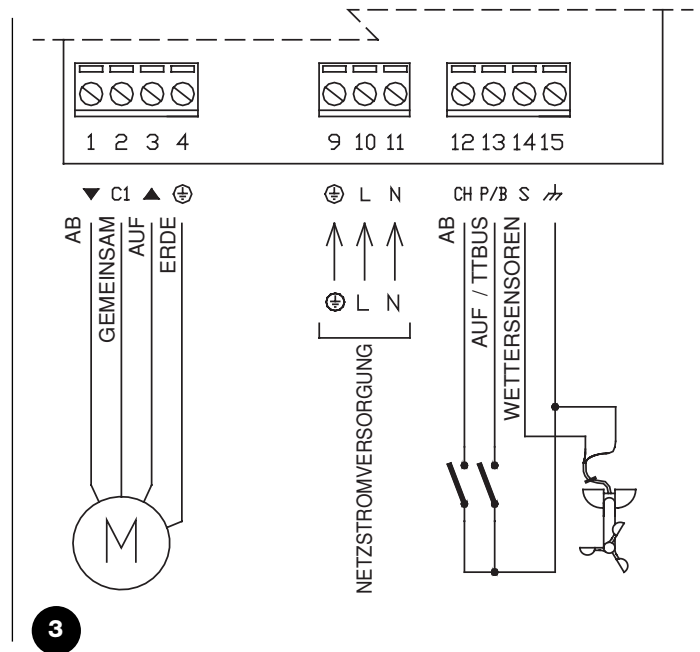 1 2 3 4
9 10 11
12 13 14 15
▼ C1 ▲ ⏚
⏚ L N
CH P/B S
AB
GEMEINSAM
AUF
ERDE
⏚ L N
NETZSTROMVERSORGUNG
AB
AUF / TTBUS
WETTERSENSOREN
M
3